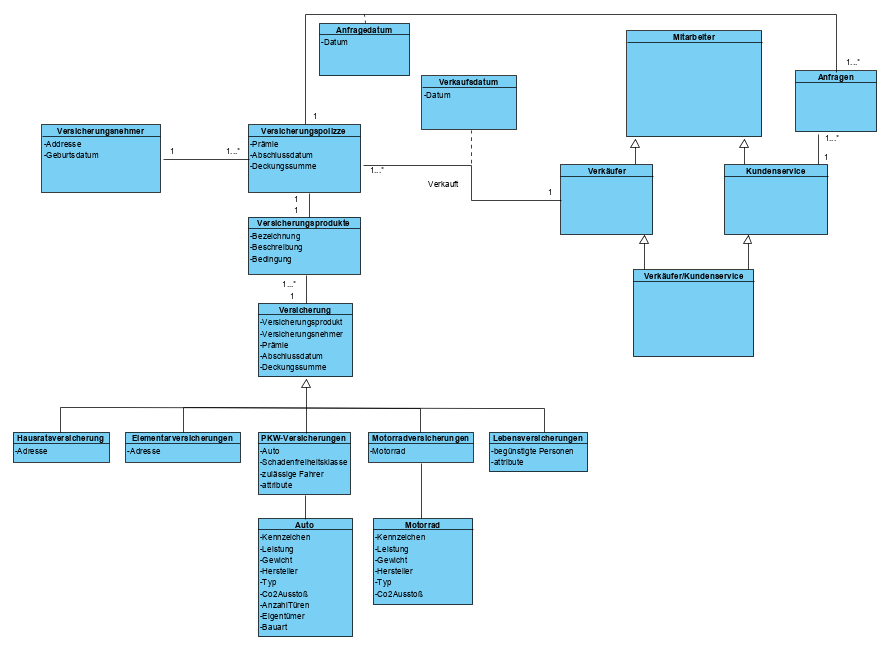 Anfragedatum
-Datum
Mitarbeiter
1...*
Anfragen
Verkaufsdatum
-Datum
1
Versicherungsnehmer
-Addresse
-Geburtsdatum
1
1...*
Versicherungspolizze
-Prämie
-Abschlussdatum
-Deckungssumme
1...*
Verkauft
1
1...*
1
Verkäufer
Kundenservice
1
1
Versicherungsprodukte
-Bezeichnung
-Beschreibung
-Bedingung
Verkäufer/Kundenservice
1...*
1
Versicherung
-Versicherungsprodukt
-Versicherungsnehmer
-Prämie
-Abschlussdatum
-Deckungssumme
Hausratsversicherung
-Adresse
Elementarversicherungen
-Adresse
PKW-Versicherungen
-Auto
-Schadenfreiheitsklasse
-zulässige Fahrer
-attribute
Motorradversicherungen
-Motorrad
Lebensversicherungen
-begünstigte Personen
-attribute
Auto
-Kennzeichen
-Leistung
-Gewicht
-Hersteller
-Typ
-Co2Ausstoß
-AnzahlTüren
-Eigentümer
-Bauart
Motorrad
-Kennzeichen
-Leistung
-Gewicht
-Hersteller
-Typ
-Co2Ausstoß